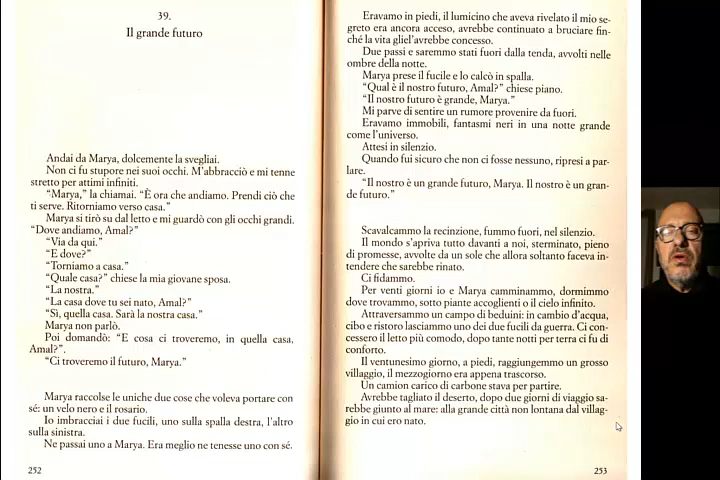 39.
Il grande futuro
Andai da Marya, dolcemente la svegliai.
Non ci fu stupore nei suoi occhi. M'abbracciò e mi tenne
stretto per attimi infiniti.
"Marya," la chiamai. "È ora che andiamo. Prendi ciò che
ti serve. Ritorniamo verso casa."
Marya si tirò su dal letto e mi guardò con gli occhi grandi.
"Dove andiamo, Amal?"
"Via da qui."
"E dove?"
"Torniamo a casa."
"Quale casa?" chiese la mia giovane sposa.
"La nostra."
"La casa dove tu sei nato, Amal?"
"Sì, quella casa. Sarà la nostra casa."
Marya non parlò.
Poi domandò: "E cosa ci troveremo, in quella casa,
Amal?".
"Ci troveremo il futuro, Marya."
Marya raccolse le uniche due cose che voleva portare con
sé: un velo nero e il rosario.
Io imbracciai i due fucili, uno sulla spalla destra, l'altro
sulla sinistra.
Ne passai uno a Marya. Era meglio ne tenesse uno con sé.
252
Eravamo in piedi, il lumicino che aveva rivelato il mio se-
greto era ancora acceso, avrebbe continuato a bruciare fin-
ché la vita gliel'avrebbe concesso.
Due passi e saremmo stati fuori dalla tenda, avvolti nelle
ombre della notte.
Marya prese il fucile e lo calcò in spalla.
"Qual è il nostro futuro, Amal?" chiese piano.
"Il nostro futuro è grande, Marya."
Mi parve di sentire un rumore provenire da fuori.
Eravamo immobili, fantasmi neri in una notte grande
come l'universo.
Attesi in silenzio.
Quando fui sicuro che non ci fosse nessuno, ripresi a par-
lare.
"Il nostro è un grande futuro, Marya. Il nostro è un gran-
de futuro."
Scavalcammo la recinzione, fummo fuori, nel silenzio.
Il mondo s'apriva tutto davanti a noi, sterminato, pieno
di promesse, avvolte da un sole che allora soltanto faceva in-
tendere che sarebbe rinato.
Ci fidammo.
Per venti giorni io e Marya camminammo, dormimmo
dove trovammo, sotto piante accoglienti o il cielo infinito.
Attraversammo un campo di beduini: in cambio d'acqua,
cibo e ristoro lasciammo uno dei due fucili da guerra. Ci con-
cessero il letto più comodo, dopo tante notti per terra ci fu di
conforto.
Il ventunesimo giorno, a piedi, raggiungemmo un grosso
villaggio, il mezzogiorno era appena trascorso.
Un camion carico di carbone stava per partire.
Avrebbe tagliato il deserto, dopo due giorni di viaggio sa-
rebbe giunto al mare: alla grande città non lontana dal villag-
gio in cui ero nato.
253